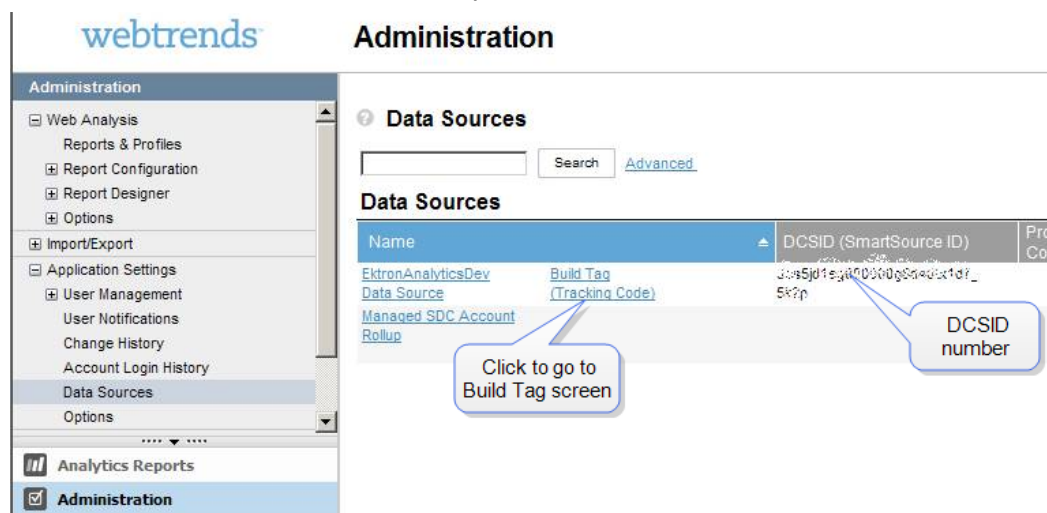 webtrends
Administration
Administration
Web Analysis
Reports & Profiles
Report Configuration
Report Designer
Options
Import/Export
Application Settings
User Management
User Notifications
Change History
Account Login History
Data Sources
Options
Analytics Reports
Administration
Data Sources
Search Advanced
Data Sources
Name DCSID (SmartSource ID)
EktronAnalyticsDev Build Tag
Data Source (Tracking Code)
Managed SDC Account
Rollup
Click to go to
Build Tag screen
DCSID
number